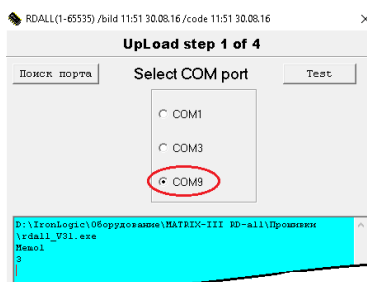 RDALL(1-65535) /bild 11:51 30.08.16 /code 11:51 30.08.16
UpLoad step 1 of 4
Поиск порта
Select COM port
Test
COM1
COM3
COM9
D:\IronLogic\Оборудование\MATRIX-III RD-all\Прошивки
\rdall_V31.exe
Memo1
3